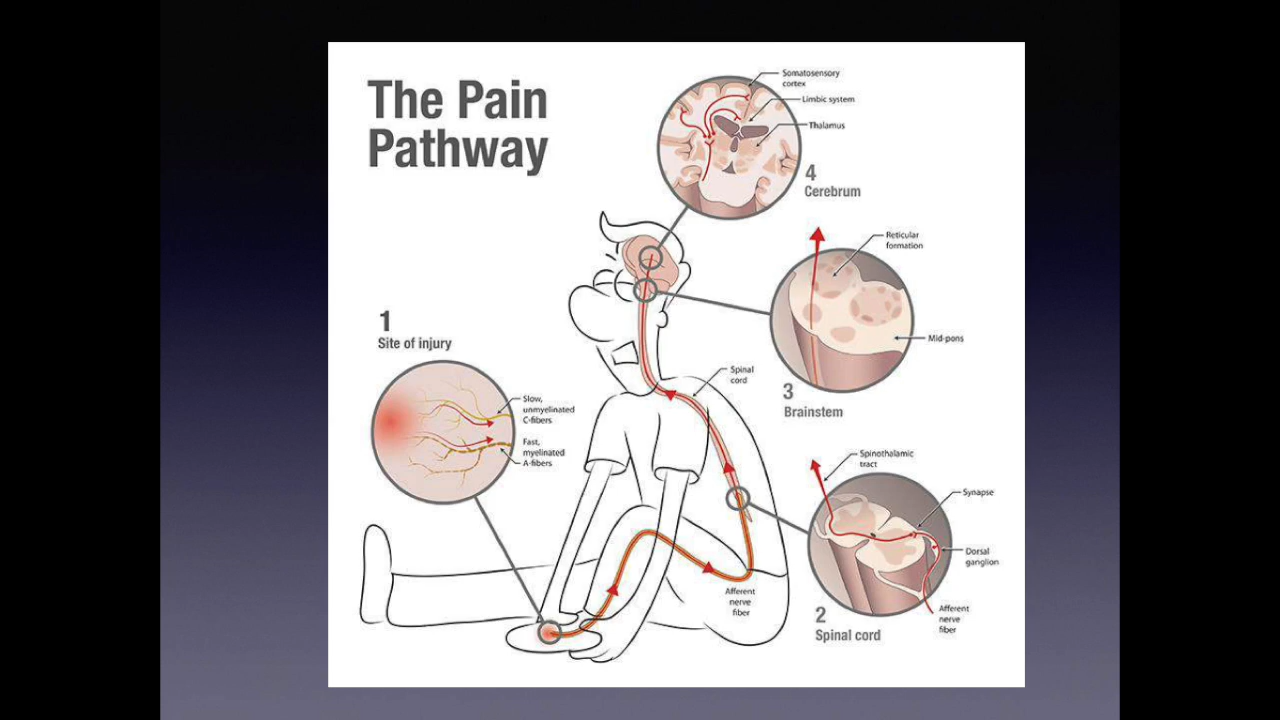 The Pain
Pathway
Somatosensory
cortex
Limbic system
Thalamus
4
Cerebrum
Reticular
formation
Mid-pons
3
Brainstem
1
Site of injury
Slow,
unmyelinated
C-fibers
Fast,
myelinated
A-fibers
Spinal
cord
Spinothalamic
tract
Synapse
Dorsal
ganglion
Afferent
nerve
fiber
2
Spinal cord
Afferent
nerve
fiber